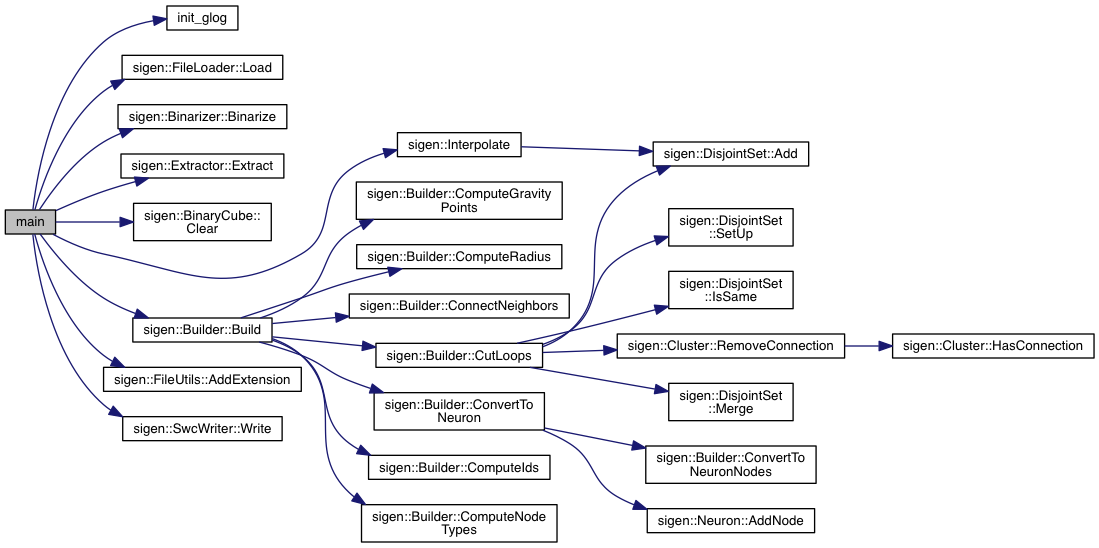 main
init_glog
sigen::FileLoader::Load
sigen::Binarizer::Binarize
sigen::Extractor::Extract
sigen::BinaryCube::
Clear
sigen::Builder::Build
sigen::FileUtils::AddExtension
sigen::SwcWriter::Write
sigen::Interpolate
sigen::Builder::ComputeGravity
Points
sigen::Builder::ComputeRadius
sigen::Builder::ConnectNeighbors
sigen::Builder::CutLoops
sigen::Builder::ConvertTo
Neuron
sigen::Builder::ComputeIds
sigen::Builder::ComputeNode
Types
sigen::DisjointSet::Add
sigen::DisjointSet
::SetUp
sigen::DisjointSet
::IsSame
sigen::Cluster::RemoveConnection
sigen::DisjointSet
::Merge
sigen::Builder::ConvertTo
NeuronNodes
sigen::Neuron::AddNode
sigen::Cluster::HasConnection